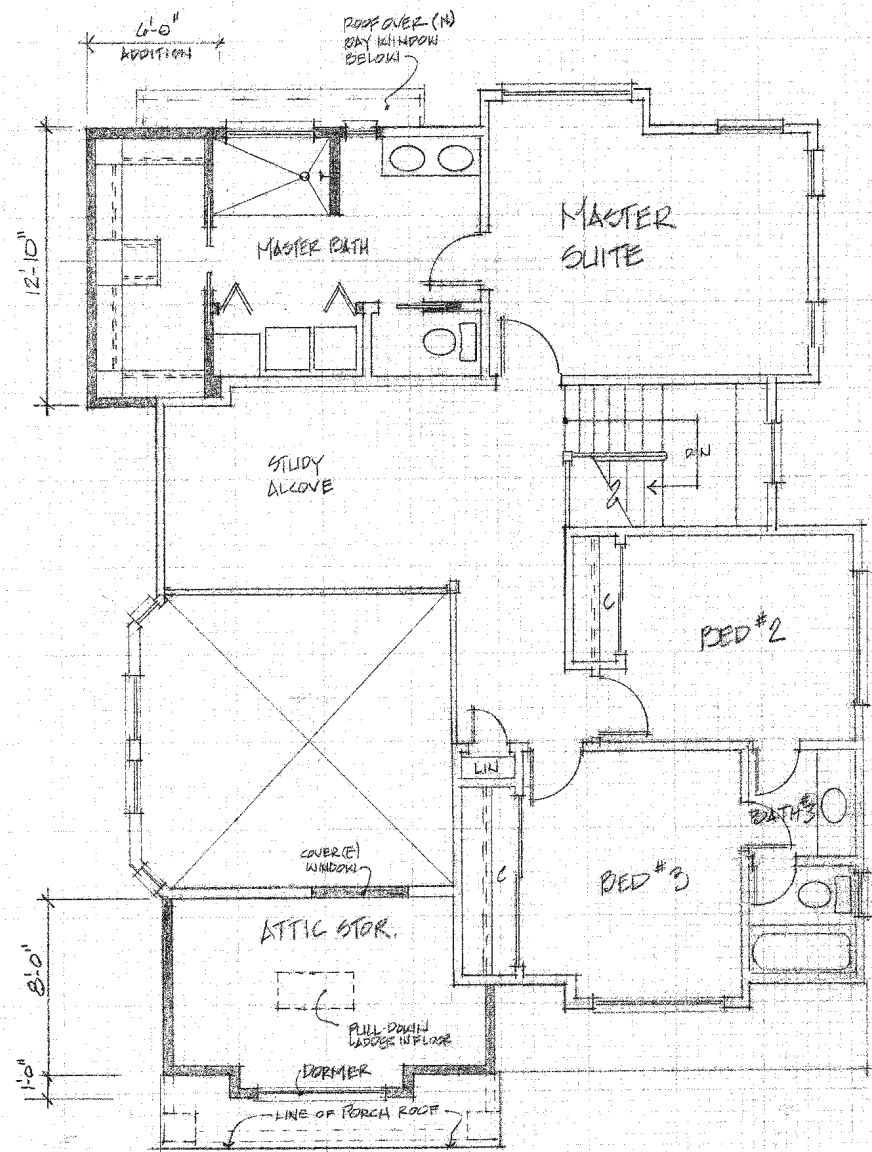 6'-0"
ADDITION
ROOF OVER (N)
BAY WINDOW
BELOW
12'-10"
MASTER BATH
MASTER
SUITE
STUDY
ALCOVE
DN
C
BED #2
LIN
BATH #3
COVER (E)
WINDOW
C
BED #3
ATTIC STOR.
8'-0"
PULL-DOWN
LADDER IN FLOOR
DORMER
1'-0"
LINE OF PORCH ROOF